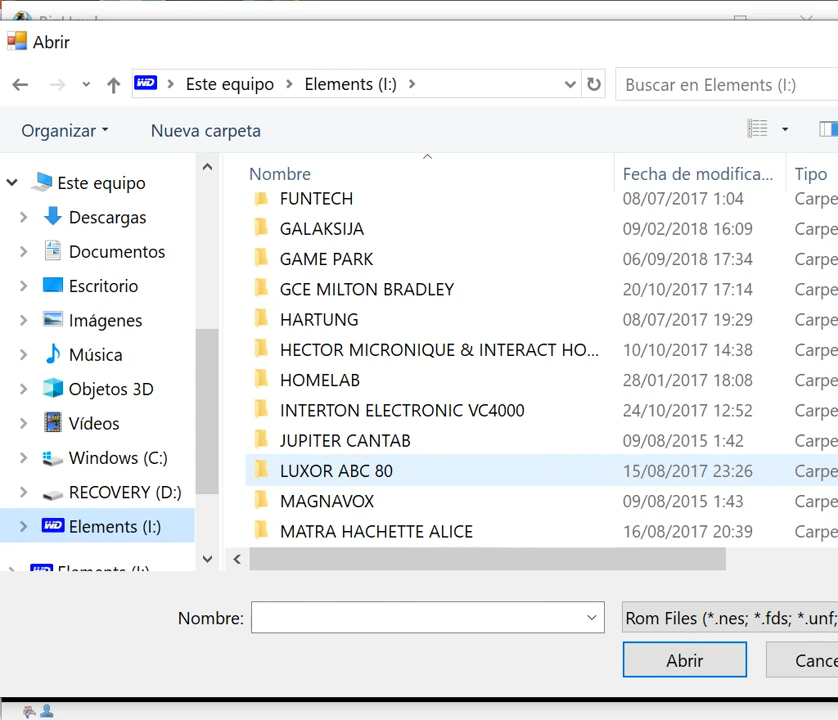 Abrir
WD Este equipo Elements (I:)
Buscar en Elements (I:)
Organizar
Nueva carpeta
Este equipo
Descargas
Documentos
Escritorio
Imágenes
Música
Objetos 3D
Vídeos
Windows (C:)
RECOVERY (D:)
WD Elements (I:)
WD Elements (I:)
Nombre Fecha de modifica... Tipo
FUNTECH 08/07/2017 1:04 Carpe
GALAKSIJA 09/02/2018 16:09 Carpe
GAME PARK 06/09/2018 17:34 Carpe
GCE MILTON BRADLEY 20/10/2017 17:14 Carpe
HARTUNG 08/07/2017 19:29 Carpe
HECTOR MICRONIQUE & INTERACT HO... 10/10/2017 14:38 Carpe
HOMELAB 28/01/2017 18:08 Carpe
INTERTON ELECTRONIC VC4000 24/10/2017 12:52 Carpe
JUPITER CANTAB 09/08/2015 1:42 Carpe
LUXOR ABC 80 15/08/2017 23:26 Carpe
MAGNAVOX 09/08/2015 1:43 Carpe
MATRA HACHETTE ALICE 16/08/2017 20:39 Carpe
Nombre:
Rom Files (*.nes; *.fds; *.unf;
Abrir
Cance